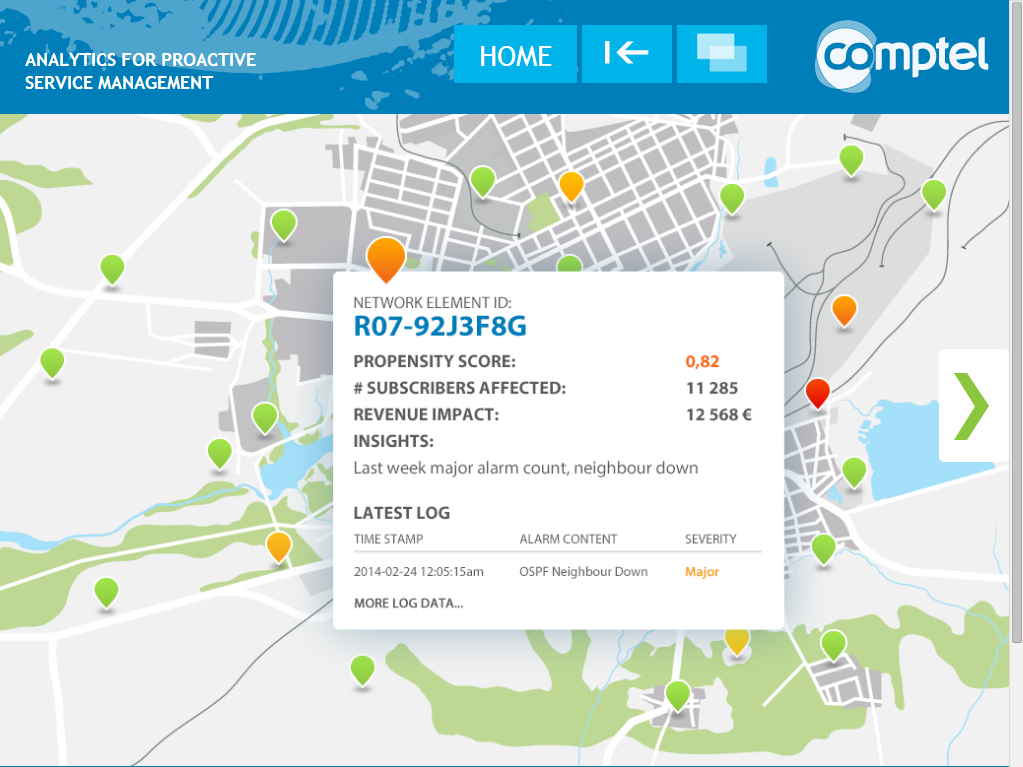 ANALYTICS FOR PROACTIVE
SERVICE MANAGEMENT
HOME
comptel
NETWORK ELEMENT ID:
R07-92J3F8G
PROPENSITY SCORE: 0,82
# SUBSCRIBERS AFFECTED: 11 285
REVENUE IMPACT: 12 568 €
INSIGHTS:
Last week major alarm count, neighbour down
LATEST LOG
TIME STAMP ALARM CONTENT SEVERITY
2014-02-24 12:05:15am OSPF Neighbour Down Major
MORE LOG DATA...